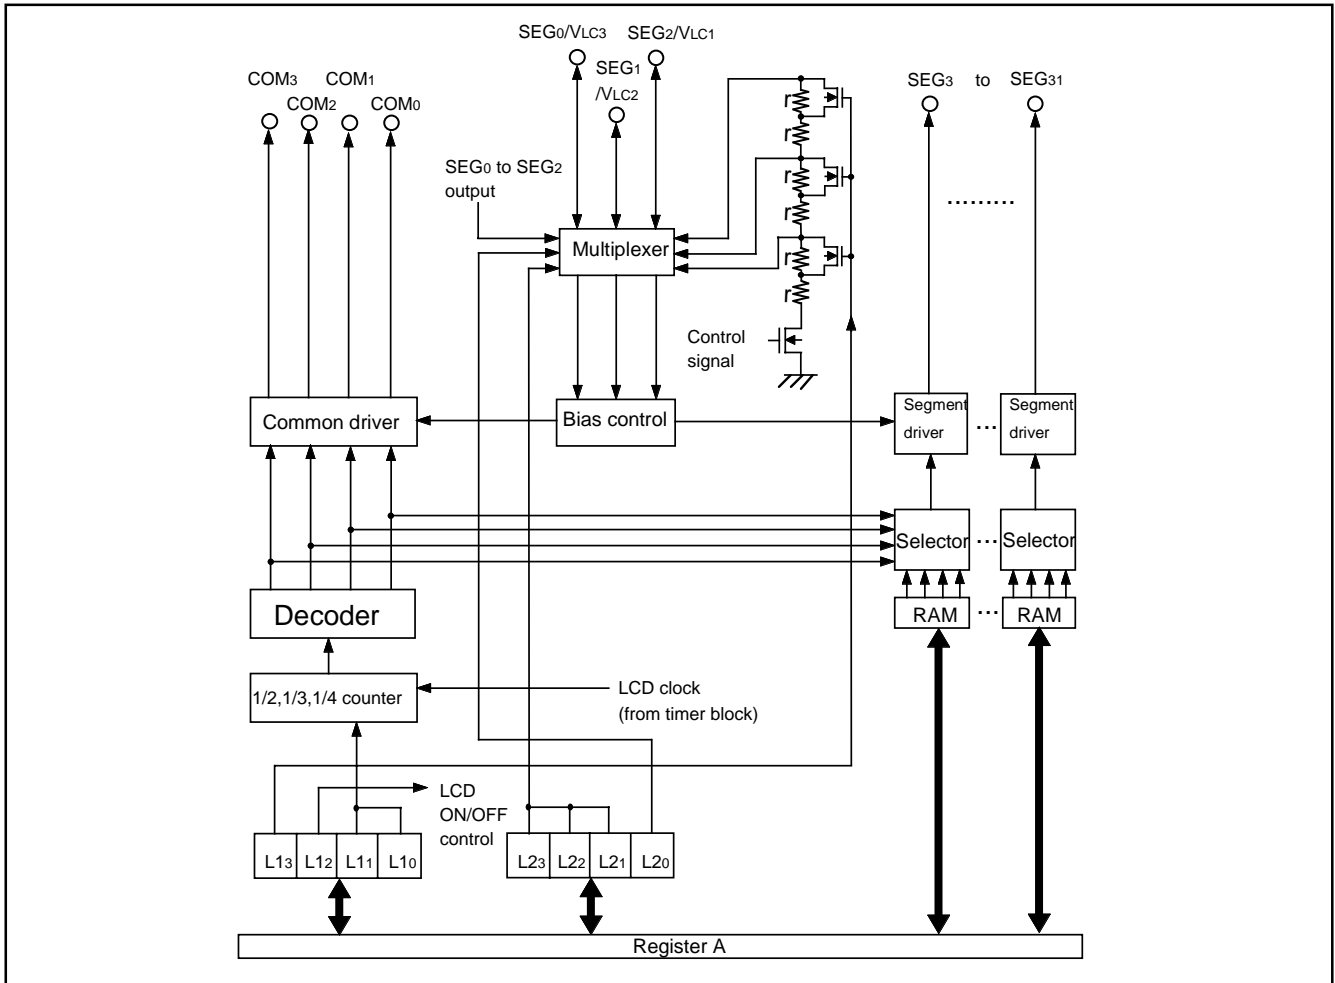 SEG0/VLC3 SEG2/VLC1
COM3 COM1
SEG1
/VLC2
SEG3 to SEG31
COM2 COM0
r
r
SEG0 to SEG2
output
r
r
.........
Multiplexer
r
r
Control
signal
Common driver
Bias control
Segment
driver
...
Segment
driver
Selector
...
Selector
Decoder
RAM
...
RAM
1/2,1/3,1/4 counter
LCD clock
(from timer block)
LCD
ON/OFF
control
L13 L12 L11 L10
L23 L22 L21 L20
Register A